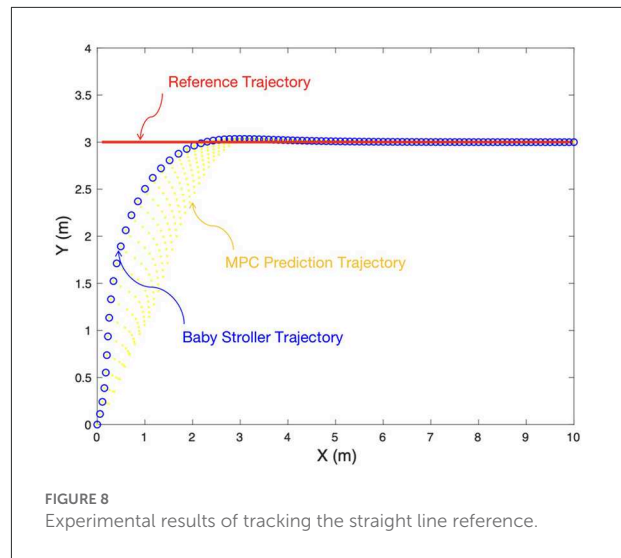 4
3.5
3
2.5
2
1.5
1
0.5
0
Y (m)
Reference Trajectory
MPC Prediction Trajectory
Baby Stroller Trajectory
0 1 2 3 4 5 6 7 8 9 10
X (m)
FIGURE 8
Experimental results of tracking the straight line reference.